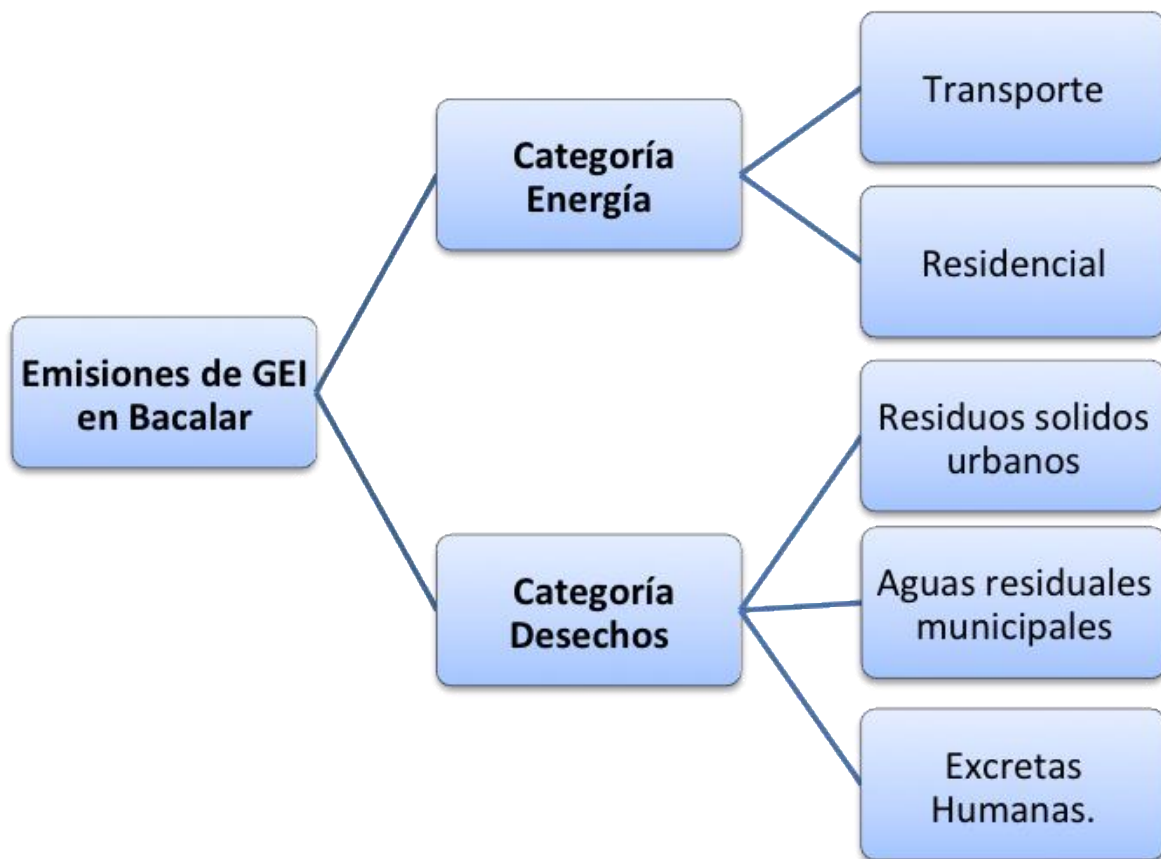 Emisiones de GEI
en Bacalar
Categoría
Energía
Transporte
Residencial
Categoría
Desechos
Residuos solidos
urbanos
Aguas residuales
municipales
Excretas
Humanas.